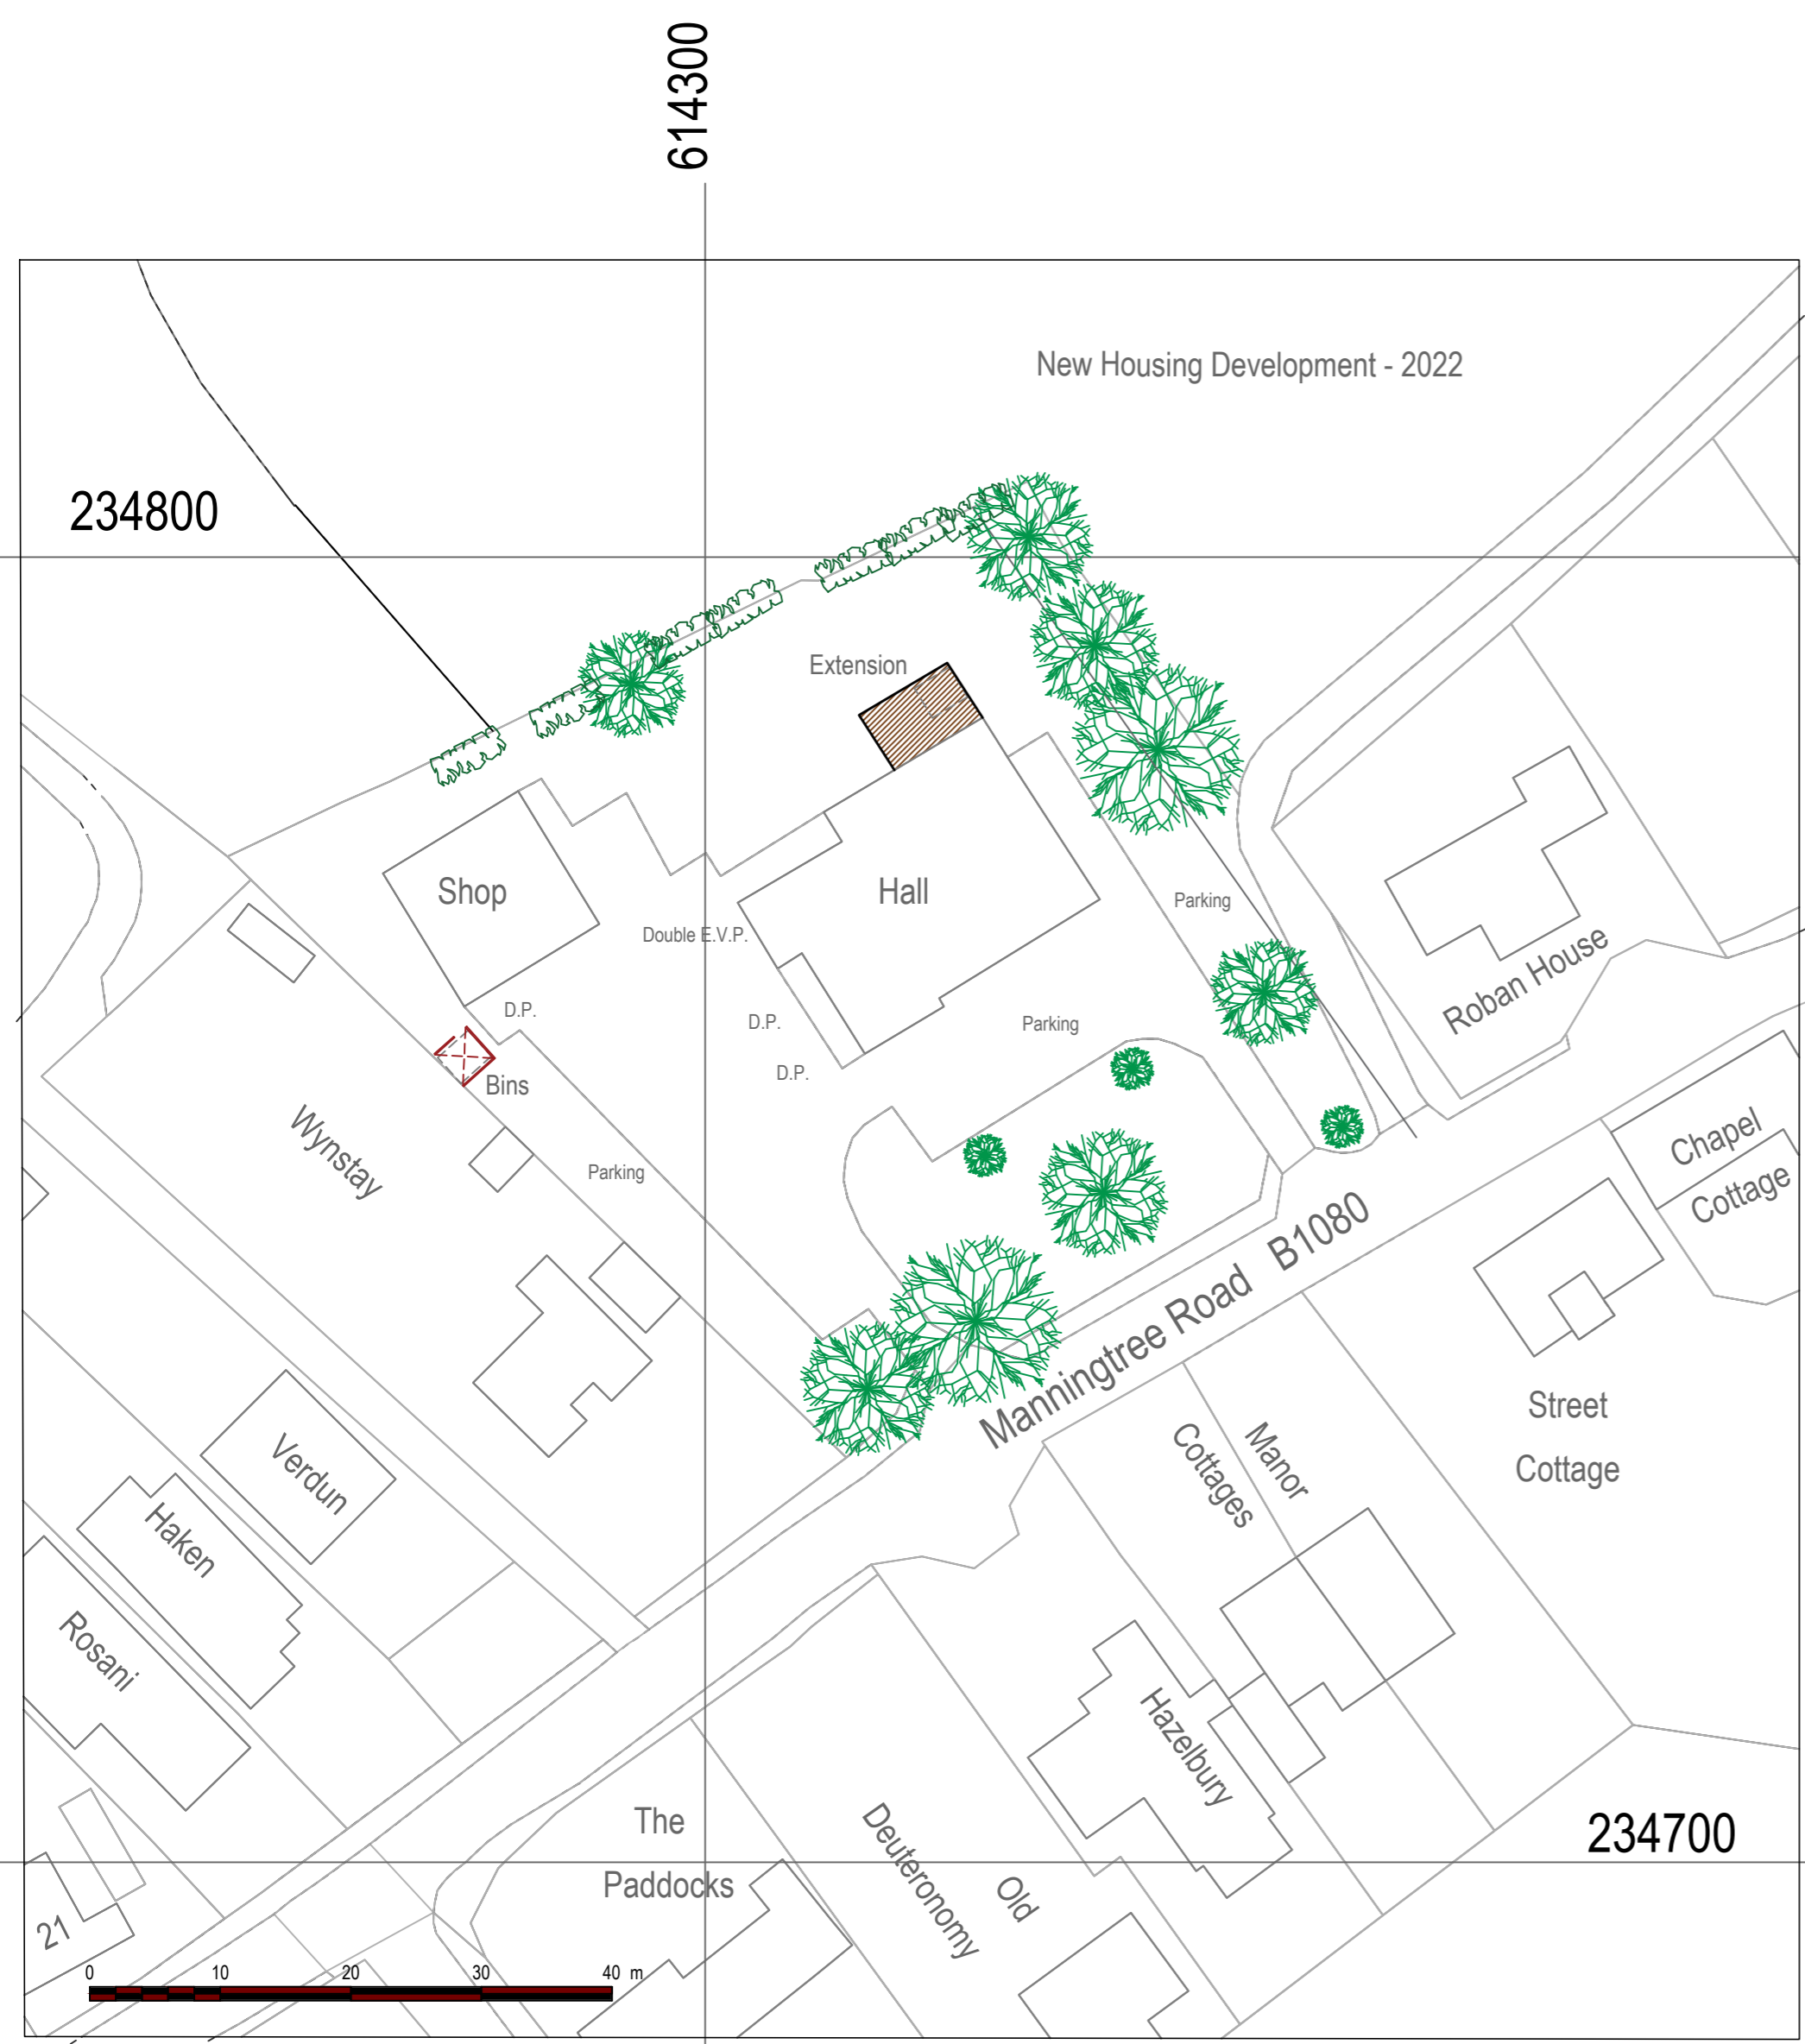 614300
New Housing Development - 2022
234800
Extension
Shop
Hall
Parking
Double E.V.P.
Roban House
D.P.
D.P.
Parking
D.P.
Bins
Wynstay
Parking
Chapel
Cottage
Manningtree Road B1080
Street
Cottage
Manor
Cottages
Verdun
Haken
Rosani
Hazelbury
The
Paddocks
Old
Deuteronomy
234700
21
0 10 20 30 40 m